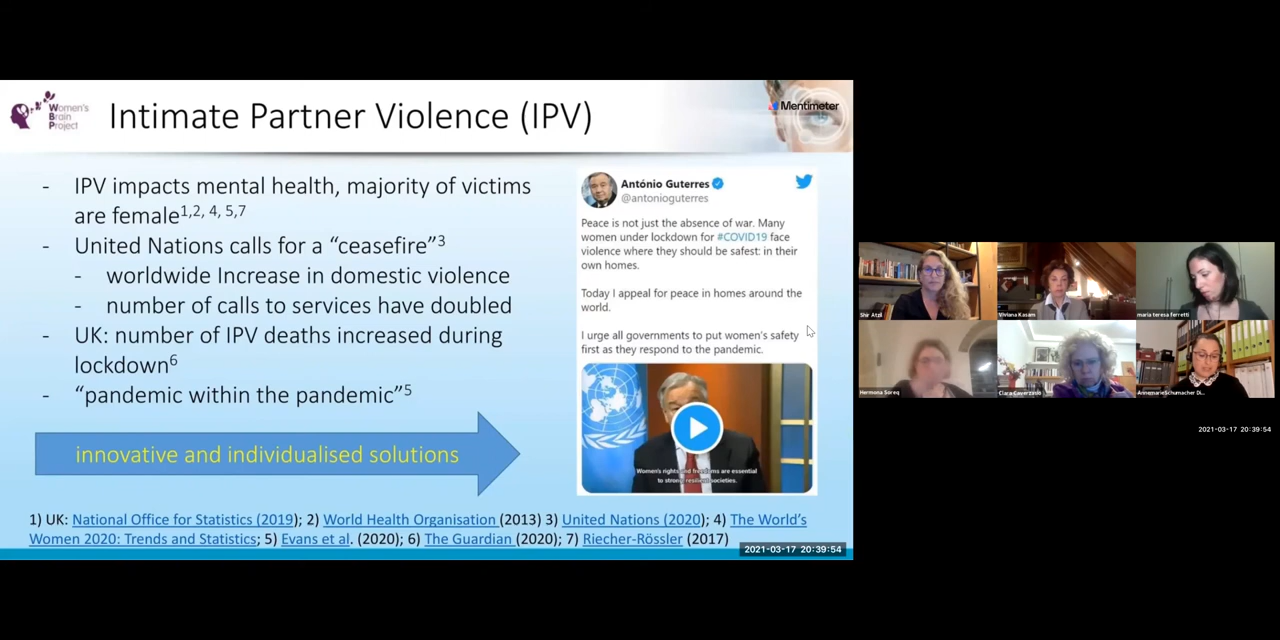 Women's
Brain
Project
Intimate Partner Violence (IPV)
Mentimeter
- IPV impacts mental health, majority of victims
are female1,2, 4, 5,7
- United Nations calls for a “ceasefire”3
- worldwide Increase in domestic violence
- number of calls to services have doubled
- UK: number of IPV deaths increased during
lockdown6
- “pandemic within the pandemic”5
innovative and individualised solutions
António Guterres
@antonioguterres
Peace is not just the absence of war. Many
women under lockdown for #COVID19 face
violence where they should be safest: in their
own homes.
Today I appeal for peace in homes around the
world.
I urge all governments to put women's safety
first as they respond to the pandemic.
Women's rights and freedoms are essential
to strong resilient societies.
1) UK: National Office for Statistics (2019); 2) World Health Organisation (2013) 3) United Nations (2020); 4) The World's
Women 2020: Trends and Statistics; 5) Evans et al. (2020); 6) The Guardian (2020); 7) Riecher-Rössler (2017)
2021-03-17 20:39:54
Shir Atzil
Viviana Kasam
maria teresa ferretti
Hermona Soreq
Clara Caverzasio
AnnemarieSchumacher Di...
2021-03-17 20:39:54